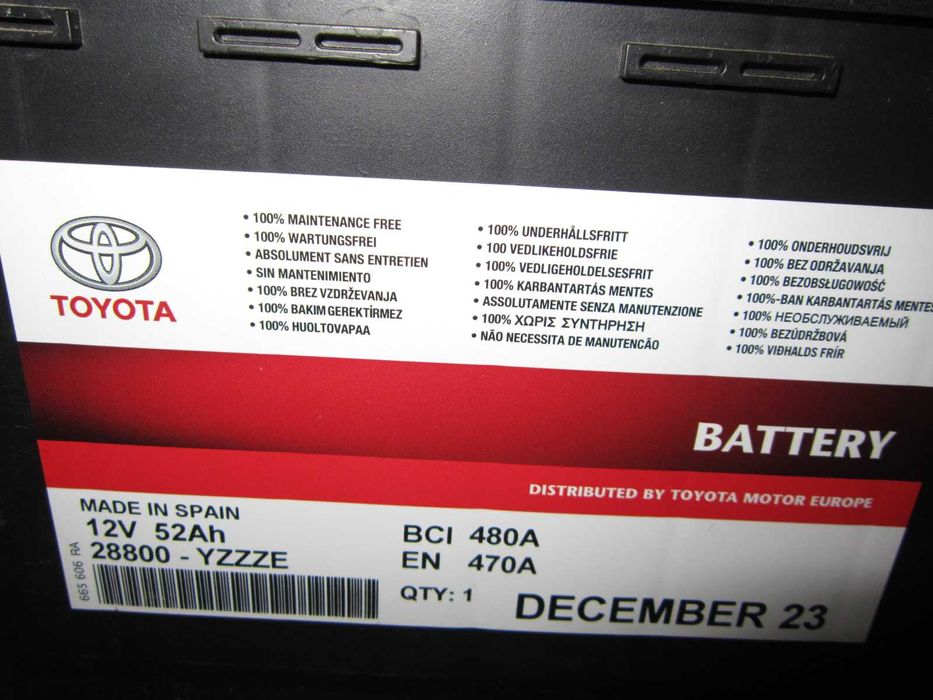 TOYOTA
• 100% MAINTENANCE FREE
• 100% WARTUNGSFREI
• ABSOLUMENT SANS ENTRETIEN
• SIN MANTENIMIENTO
• 100% BREZ VZDRŽEVANJA
• 100% BAKIM GEREKTİRMEZ
• 100% HUOLTOVAPAA
• 100% UNDERHÅLLSFRITT
• 100 VEDLIKEHOLDSFRIE
• 100% VEDLIGEHOLDELSESFRIT
• 100% KARBANTARTÁS MENTES
• ASSOLUTAMENTE SENZA MANUTENZIONE
• 100% ΧΩΡΙΣ ΣΥΝΤΗΡΗΣΗ
• NÃO NECESSITA DE MANUTENCÃO
• 100% ONDERHOUDSVRIJ
• 100% BEZ ODRŽAVANJA
• 100% BEZOBSŁUGOWOŚĆ
• 100%-BAN KARBANTARTÁS MENTES
• 100% НЕОБСЛУЖИВАЕМЫЙ
• 100% BEZÚDRŽBOVÁ
• 100% VIÐHALDS FRÍR
BATTERY
DISTRIBUTED BY TOYOTA MOTOR EUROPE
MADE IN SPAIN
12V 52Ah
28800 - YZZZE
665 606 RA
BCI 480A
EN 470A
QTY: 1
DECEMBER 23